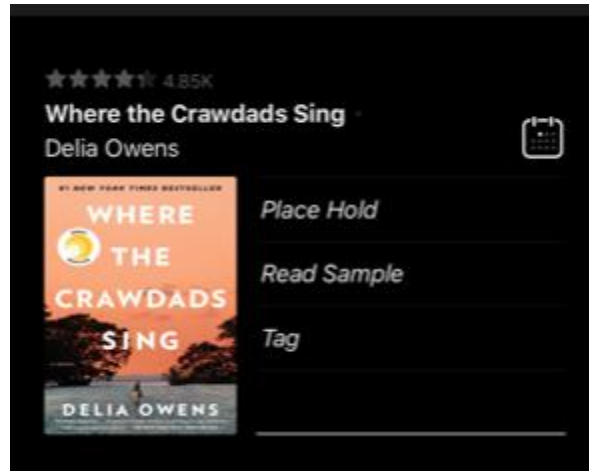 4.85K
Where the Crawdads Sing
Delia Owens
#1 NEW YORK TIMES BESTSELLER
WHERE
THE
CRAWDADS
SING
DELIA OWENS
Place Hold
Read Sample
Tag